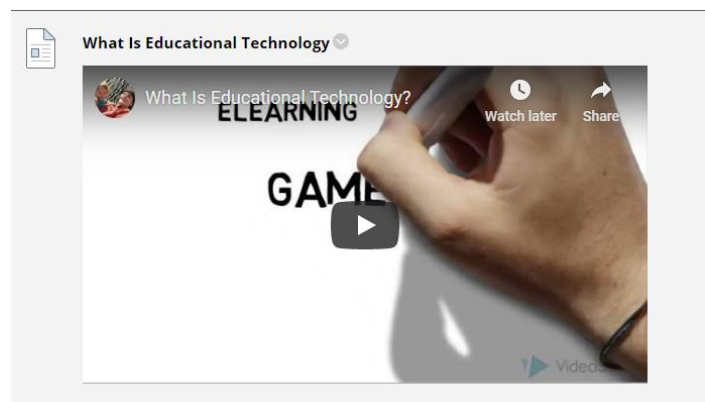 What Is Educational Technology
What Is Educational Technology?
Watch later
Share
ELEARNING
GAME